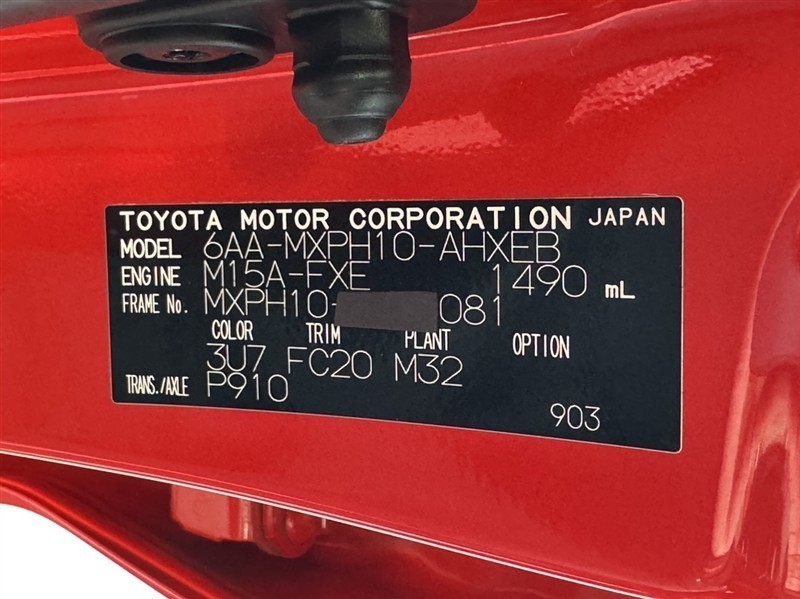 TOYOTA MOTOR CORPORATION JAPAN
MODEL 6AA-MXPH10-AHXEB
ENGINE M15A-FXE 1490 mL
FRAME No. MXPH10- 081
COLOR TRIM PLANT OPTION
3U7 FC20 M32
TRANS./AXLE P910
903